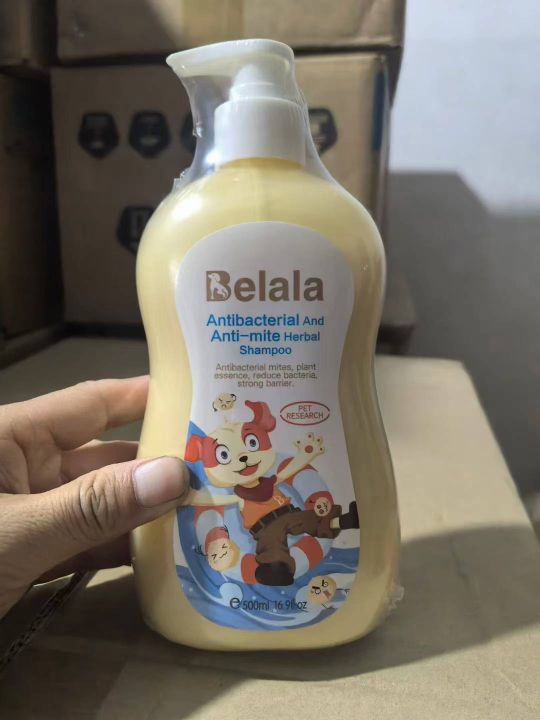 Belala
Antibacterial And
Anti-mite Herbal
Shampoo
Antibacterial mites, plant
essence, reduce bacteria,
strong barrier.
PET
RESEARCH
e 500ml 16.9fl oz